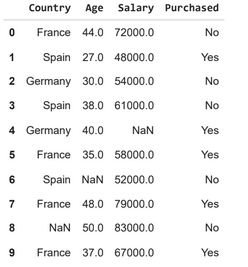 Country Age Salary Purchased
0 France 44.0 72000.0 No
1 Spain 27.0 48000.0 Yes
2 Germany 30.0 54000.0 No
3 Spain 38.0 61000.0 No
4 Germany 40.0 NaN Yes
5 France 35.0 58000.0 Yes
6 Spain NaN 52000.0 No
7 France 48.0 79000.0 Yes
8 NaN 50.0 83000.0 No
9 France 37.0 67000.0 Yes